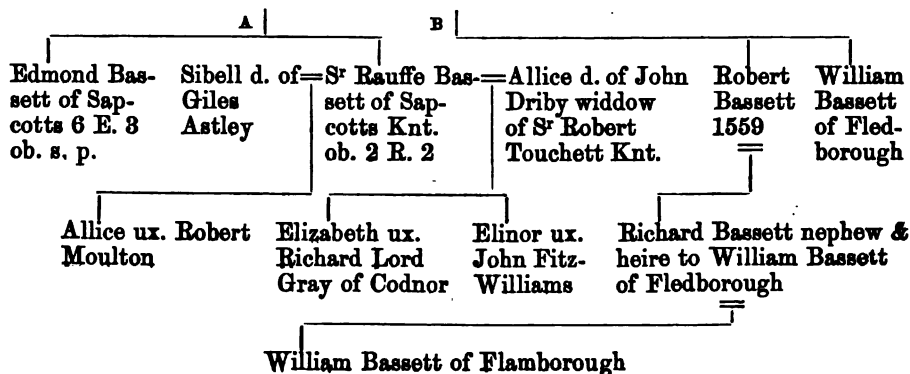 A
B
Edmond Bas-
sett of Sap-
cotts 6 E. 3
ob. s. p.
Sibell d. of
Giles
Astley
=
Sr Rauffe Bas-
sett of Sap-
cotts Knt.
ob. 2 R. 2
=
Allice d. of John
Driby widdow
of Sr Robert
Touchett Knt.
Robert
Bassett
1559
=
William
Bassett
of Fled-
borough
Allice ux. Robert
Moulton
Elizabeth ux.
Richard Lord
Gray of Codnor
Elinor ux.
John Fitz-
Williams
Richard Bassett nephew &
heire to William Bassett
of Fledborough
=
William Bassett of Flamborough